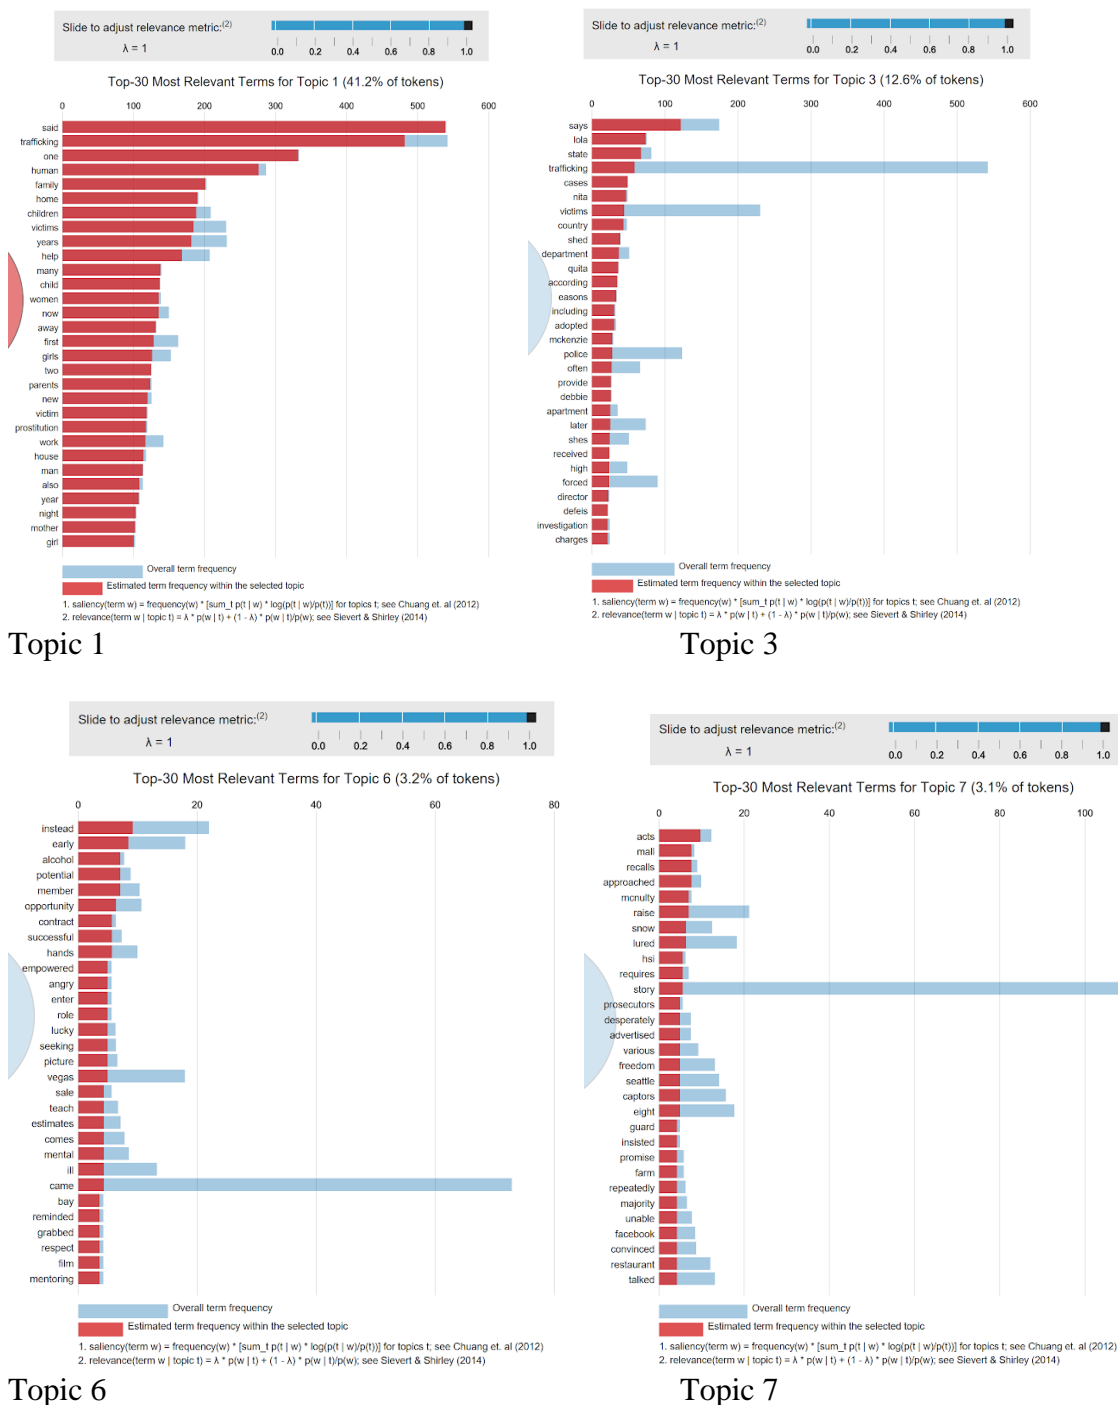 Slide to adjust relevance metric:(2)
λ = 1
0.0 0.2 0.4 0.6 0.8 1.0
Top-30 Most Relevant Terms for Topic 1 (41.2% of tokens)
0 100 200 300 400 500 600
said
trafficking
one
human
family
home
children
victims
years
help
many
child
women
now
away
first
girls
two
parents
new
victim
prostitution
work
house
man
also
year
night
mother
girl
Overall term frequency
Estimated term frequency within the selected topic
1. saliency(term w) = frequency(w) * [sum_t p(t | w) * log(p(t | w)/p(t))] for topics t; see Chuang et. al (2012)
2. relevance(term w | topic t) = λ * p(w | t) + (1 - λ) * p(w | t)/p(w); see Sievert & Shirley (2014)
Topic 1
Slide to adjust relevance metric:(2)
λ = 1
0.0 0.2 0.4 0.6 0.8 1.0
Top-30 Most Relevant Terms for Topic 3 (12.6% of tokens)
0 100 200 300 400 500 600
says
lola
state
trafficking
cases
nita
victims
country
shed
department
quita
according
easons
including
adopted
mckenzie
police
often
provide
debbie
apartment
later
shes
received
high
forced
director
defeis
investigation
charges
Overall term frequency
Estimated term frequency within the selected topic
1. saliency(term w) = frequency(w) * [sum_t p(t | w) * log(p(t | w)/p(t))] for topics t; see Chuang et. al (2012)
2. relevance(term w | topic t) = λ * p(w | t) + (1 - λ) * p(w | t)/p(w); see Sievert & Shirley (2014)
Topic 3
Slide to adjust relevance metric:(2)
λ = 1
0.0 0.2 0.4 0.6 0.8 1.0
Top-30 Most Relevant Terms for Topic 6 (3.2% of tokens)
0 20 40 60 80
instead
early
alcohol
potential
member
opportunity
contract
successful
hands
empowered
angry
enter
role
lucky
seeking
picture
vegas
sale
teach
estimates
comes
mental
ill
came
bay
reminded
grabbed
respect
film
mentoring
Overall term frequency
Estimated term frequency within the selected topic
1. saliency(term w) = frequency(w) * [sum_t p(t | w) * log(p(t | w)/p(t))] for topics t; see Chuang et. al (2012)
2. relevance(term w | topic t) = λ * p(w | t) + (1 - λ) * p(w | t)/p(w); see Sievert & Shirley (2014)
Topic 6
Slide to adjust relevance metric:(2)
λ = 1
0.0 0.2 0.4 0.6 0.8 1.0
Top-30 Most Relevant Terms for Topic 7 (3.1% of tokens)
0 20 40 60 80 100
acts
mall
recalls
approached
mcnulty
raise
snow
lured
hsi
requires
story
prosecutors
desperately
advertised
various
freedom
seattle
captors
eight
guard
insisted
promise
farm
repeatedly
majority
unable
facebook
convinced
restaurant
talked
Overall term frequency
Estimated term frequency within the selected topic
1. saliency(term w) = frequency(w) * [sum_t p(t | w) * log(p(t | w)/p(t))] for topics t; see Chuang et. al (2012)
2. relevance(term w | topic t) = λ * p(w | t) + (1 - λ) * p(w | t)/p(w); see Sievert & Shirley (2014)
Topic 7